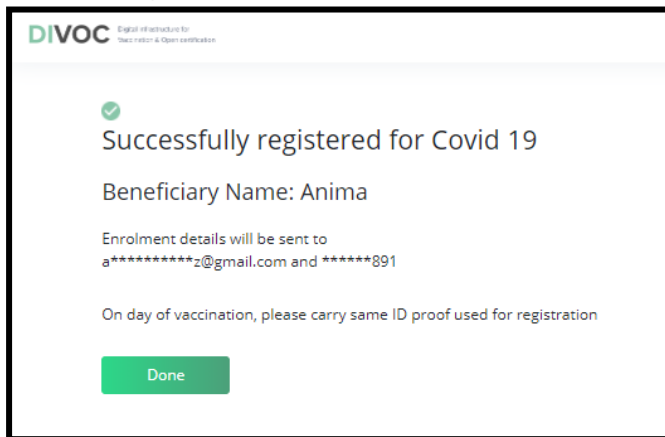 DIVOC
Digital infrastructure for
Vaccination & Open certification
Successfully registered for Covid 19
Beneficiary Name: Anima
Enrolment details will be sent to
a**********z@gmail.com and ******891
On day of vaccination, please carry same ID proof used for registration
Done